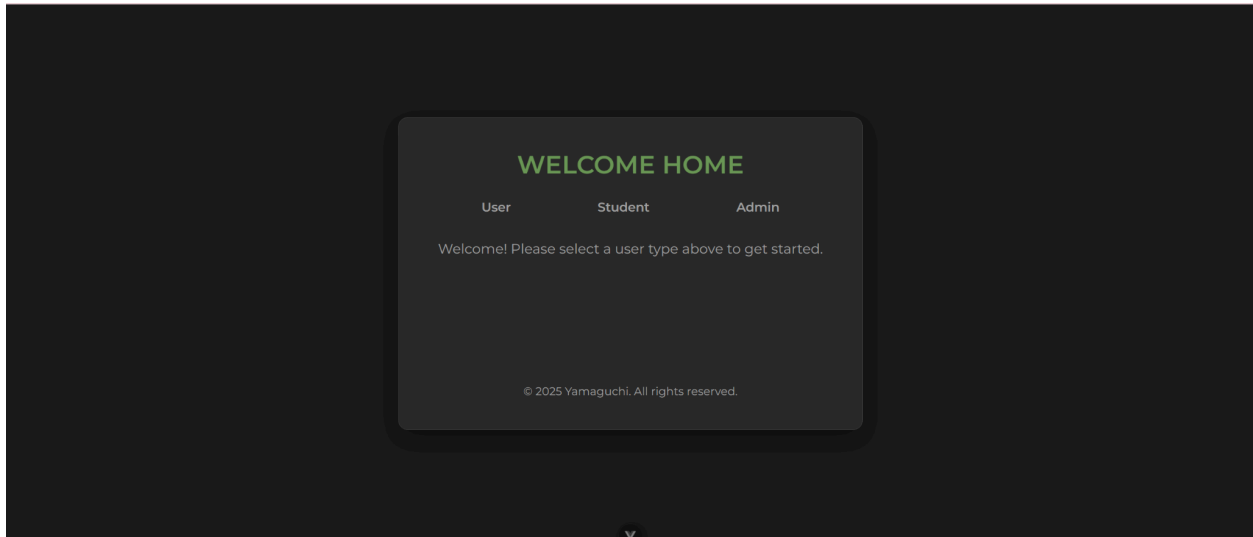 WELCOME HOME
User Student Admin
Welcome! Please select a user type above to get started.
© 2025 Yamaguchi. All rights reserved.